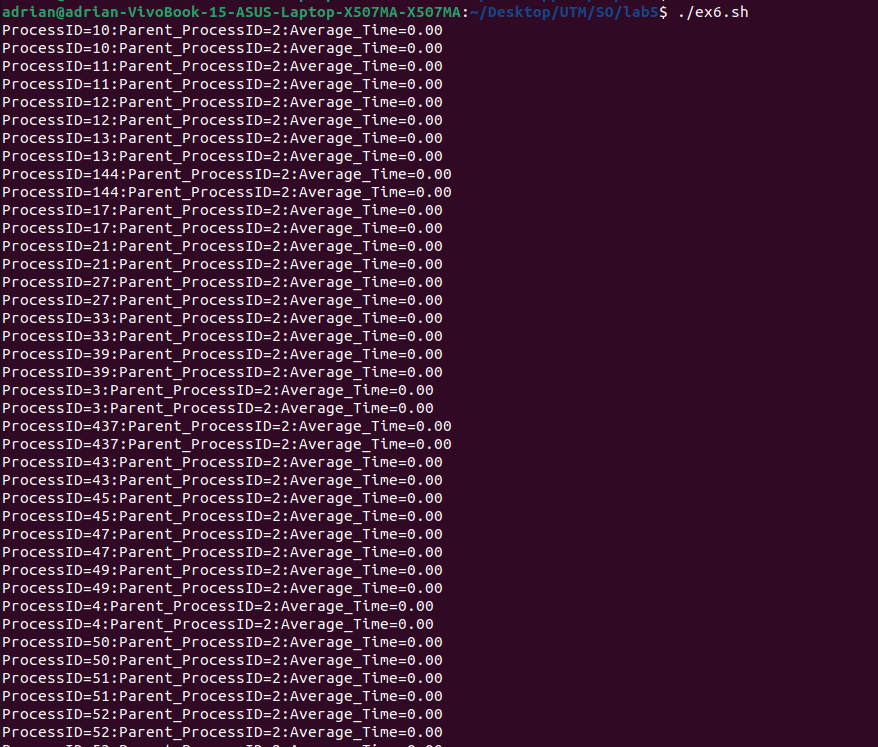 adrian@adrian-VivoBook-15-ASUS-Laptop-X507MA-X507MA:~/Desktop/UTM/SO/lab5$ ./ex6.sh
ProcessID=10:Parent_ProcessID=2:Average_Time=0.00
ProcessID=10:Parent_ProcessID=2:Average_Time=0.00
ProcessID=11:Parent_ProcessID=2:Average_Time=0.00
ProcessID=11:Parent_ProcessID=2:Average_Time=0.00
ProcessID=12:Parent_ProcessID=2:Average_Time=0.00
ProcessID=12:Parent_ProcessID=2:Average_Time=0.00
ProcessID=13:Parent_ProcessID=2:Average_Time=0.00
ProcessID=13:Parent_ProcessID=2:Average_Time=0.00
ProcessID=144:Parent_ProcessID=2:Average_Time=0.00
ProcessID=144:Parent_ProcessID=2:Average_Time=0.00
ProcessID=17:Parent_ProcessID=2:Average_Time=0.00
ProcessID=17:Parent_ProcessID=2:Average_Time=0.00
ProcessID=21:Parent_ProcessID=2:Average_Time=0.00
ProcessID=21:Parent_ProcessID=2:Average_Time=0.00
ProcessID=27:Parent_ProcessID=2:Average_Time=0.00
ProcessID=27:Parent_ProcessID=2:Average_Time=0.00
ProcessID=33:Parent_ProcessID=2:Average_Time=0.00
ProcessID=33:Parent_ProcessID=2:Average_Time=0.00
ProcessID=39:Parent_ProcessID=2:Average_Time=0.00
ProcessID=39:Parent_ProcessID=2:Average_Time=0.00
ProcessID=3:Parent_ProcessID=2:Average_Time=0.00
ProcessID=3:Parent_ProcessID=2:Average_Time=0.00
ProcessID=437:Parent_ProcessID=2:Average_Time=0.00
ProcessID=437:Parent_ProcessID=2:Average_Time=0.00
ProcessID=43:Parent_ProcessID=2:Average_Time=0.00
ProcessID=43:Parent_ProcessID=2:Average_Time=0.00
ProcessID=45:Parent_ProcessID=2:Average_Time=0.00
ProcessID=45:Parent_ProcessID=2:Average_Time=0.00
ProcessID=47:Parent_ProcessID=2:Average_Time=0.00
ProcessID=47:Parent_ProcessID=2:Average_Time=0.00
ProcessID=49:Parent_ProcessID=2:Average_Time=0.00
ProcessID=49:Parent_ProcessID=2:Average_Time=0.00
ProcessID=4:Parent_ProcessID=2:Average_Time=0.00
ProcessID=4:Parent_ProcessID=2:Average_Time=0.00
ProcessID=50:Parent_ProcessID=2:Average_Time=0.00
ProcessID=50:Parent_ProcessID=2:Average_Time=0.00
ProcessID=51:Parent_ProcessID=2:Average_Time=0.00
ProcessID=51:Parent_ProcessID=2:Average_Time=0.00
ProcessID=52:Parent_ProcessID=2:Average_Time=0.00
ProcessID=52:Parent_ProcessID=2:Average_Time=0.00